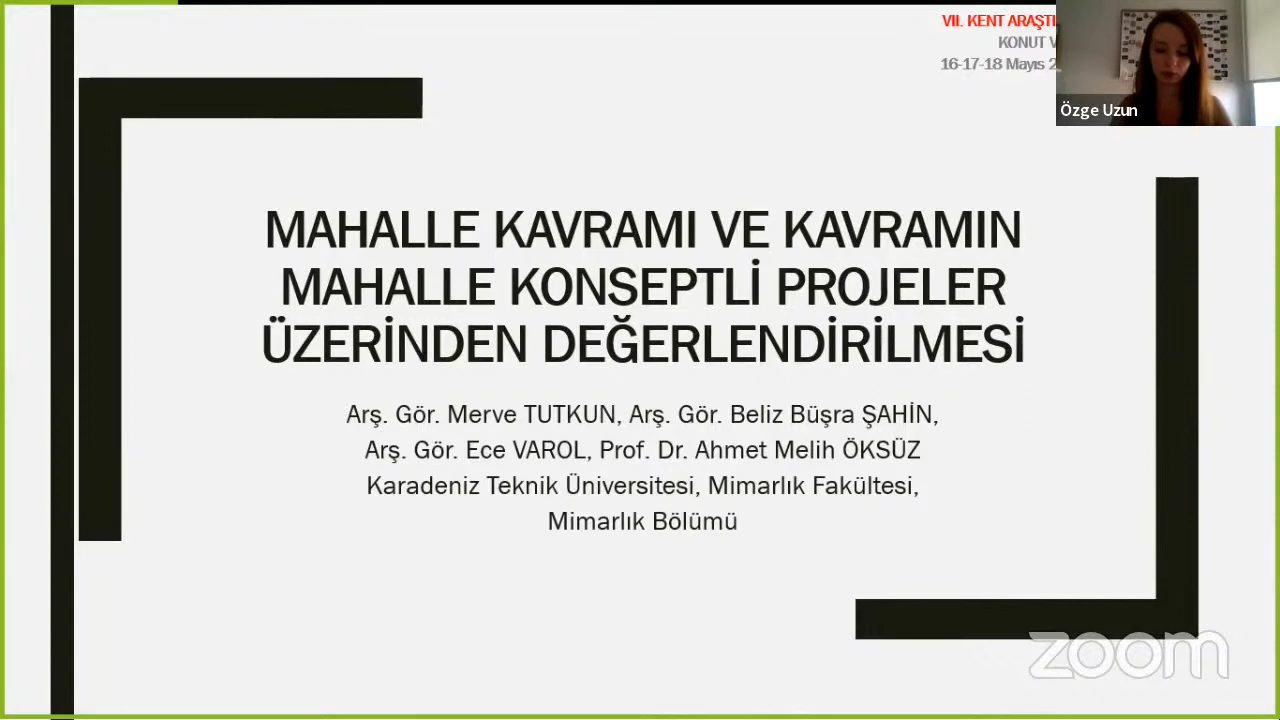 VII. KENT
KONUT
16-17-18 Mayıs
Özge Uzun
MAHALLE KAVRAMI VE KAVRAMIN
MAHALLE KONSEPTLİ PROJELER
ÜZERİNDEN DEĞERLENDİRİLMESİ
Arş. Gör. Merve TUTKUN, Arş. Gör. Beliz Büşra ŞAHİN,
Arş. Gör. Ece VAROL, Prof. Dr. Ahmet Melih ÖKSÜZ
Karadeniz Teknik Üniversitesi, Mimarlık Fakültesi,
Mimarlık Bölümü
zoom